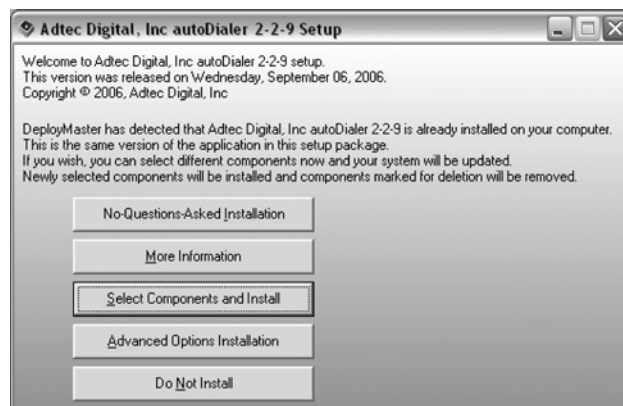 Adtec Digital, Inc autoDialer 2-2-9 Setup
Welcome to Adtec Digital, Inc autoDialer 2-2-9 setup.
This version was released on Wednesday, September 06, 2006.
Copyright © 2006, Adtec Digital, Inc
DeployMaster has detected that Adtec Digital, Inc autoDialer 2-2-9 is already installed on your computer.
This is the same version of the application in this setup package.
If you wish, you can select different components now and your system will be updated.
Newly selected components will be installed and components marked for deletion will be removed.
No-Questions-Asked Installation
More Information
Select Components and Install
Advanced Options Installation
Do Not Install